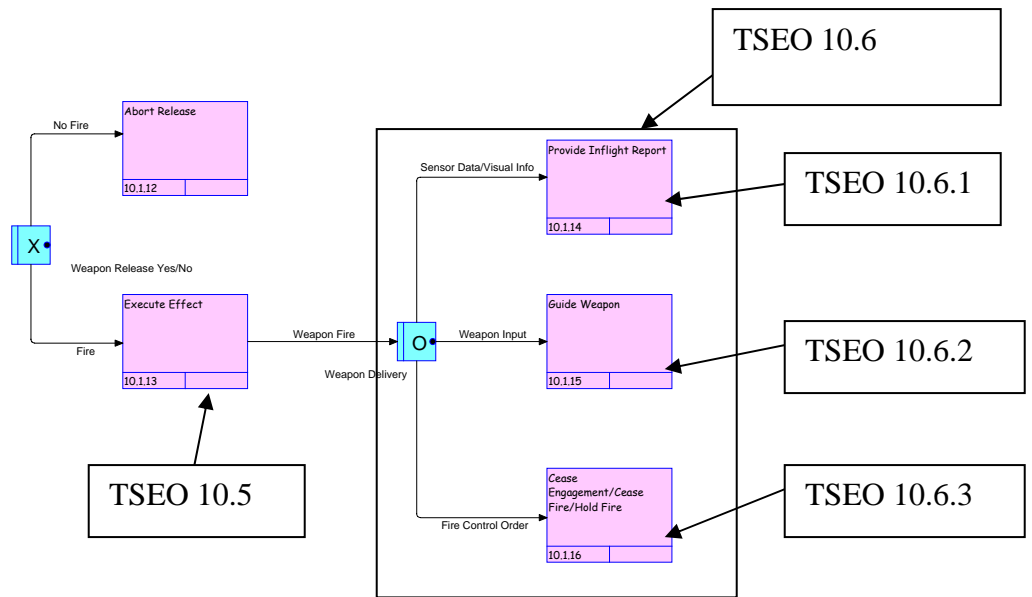 TSEO 10.6
Abort Release
No Fire
10.1.12
Provide Inflight Report
Sensor Data/Visual Info
10.1.14
TSEO 10.6.1
X
Weapon Release Yes/No
Execute Effect
Fire
10.1.13
Weapon Fire
O
Weapon Delivery
Weapon Input
Guide Weapon
10.1.15
TSEO 10.6.2
TSEO 10.5
Cease
Engagement/Cease
Fire/Hold Fire
Fire Control Order
10.1.16
TSEO 10.6.3